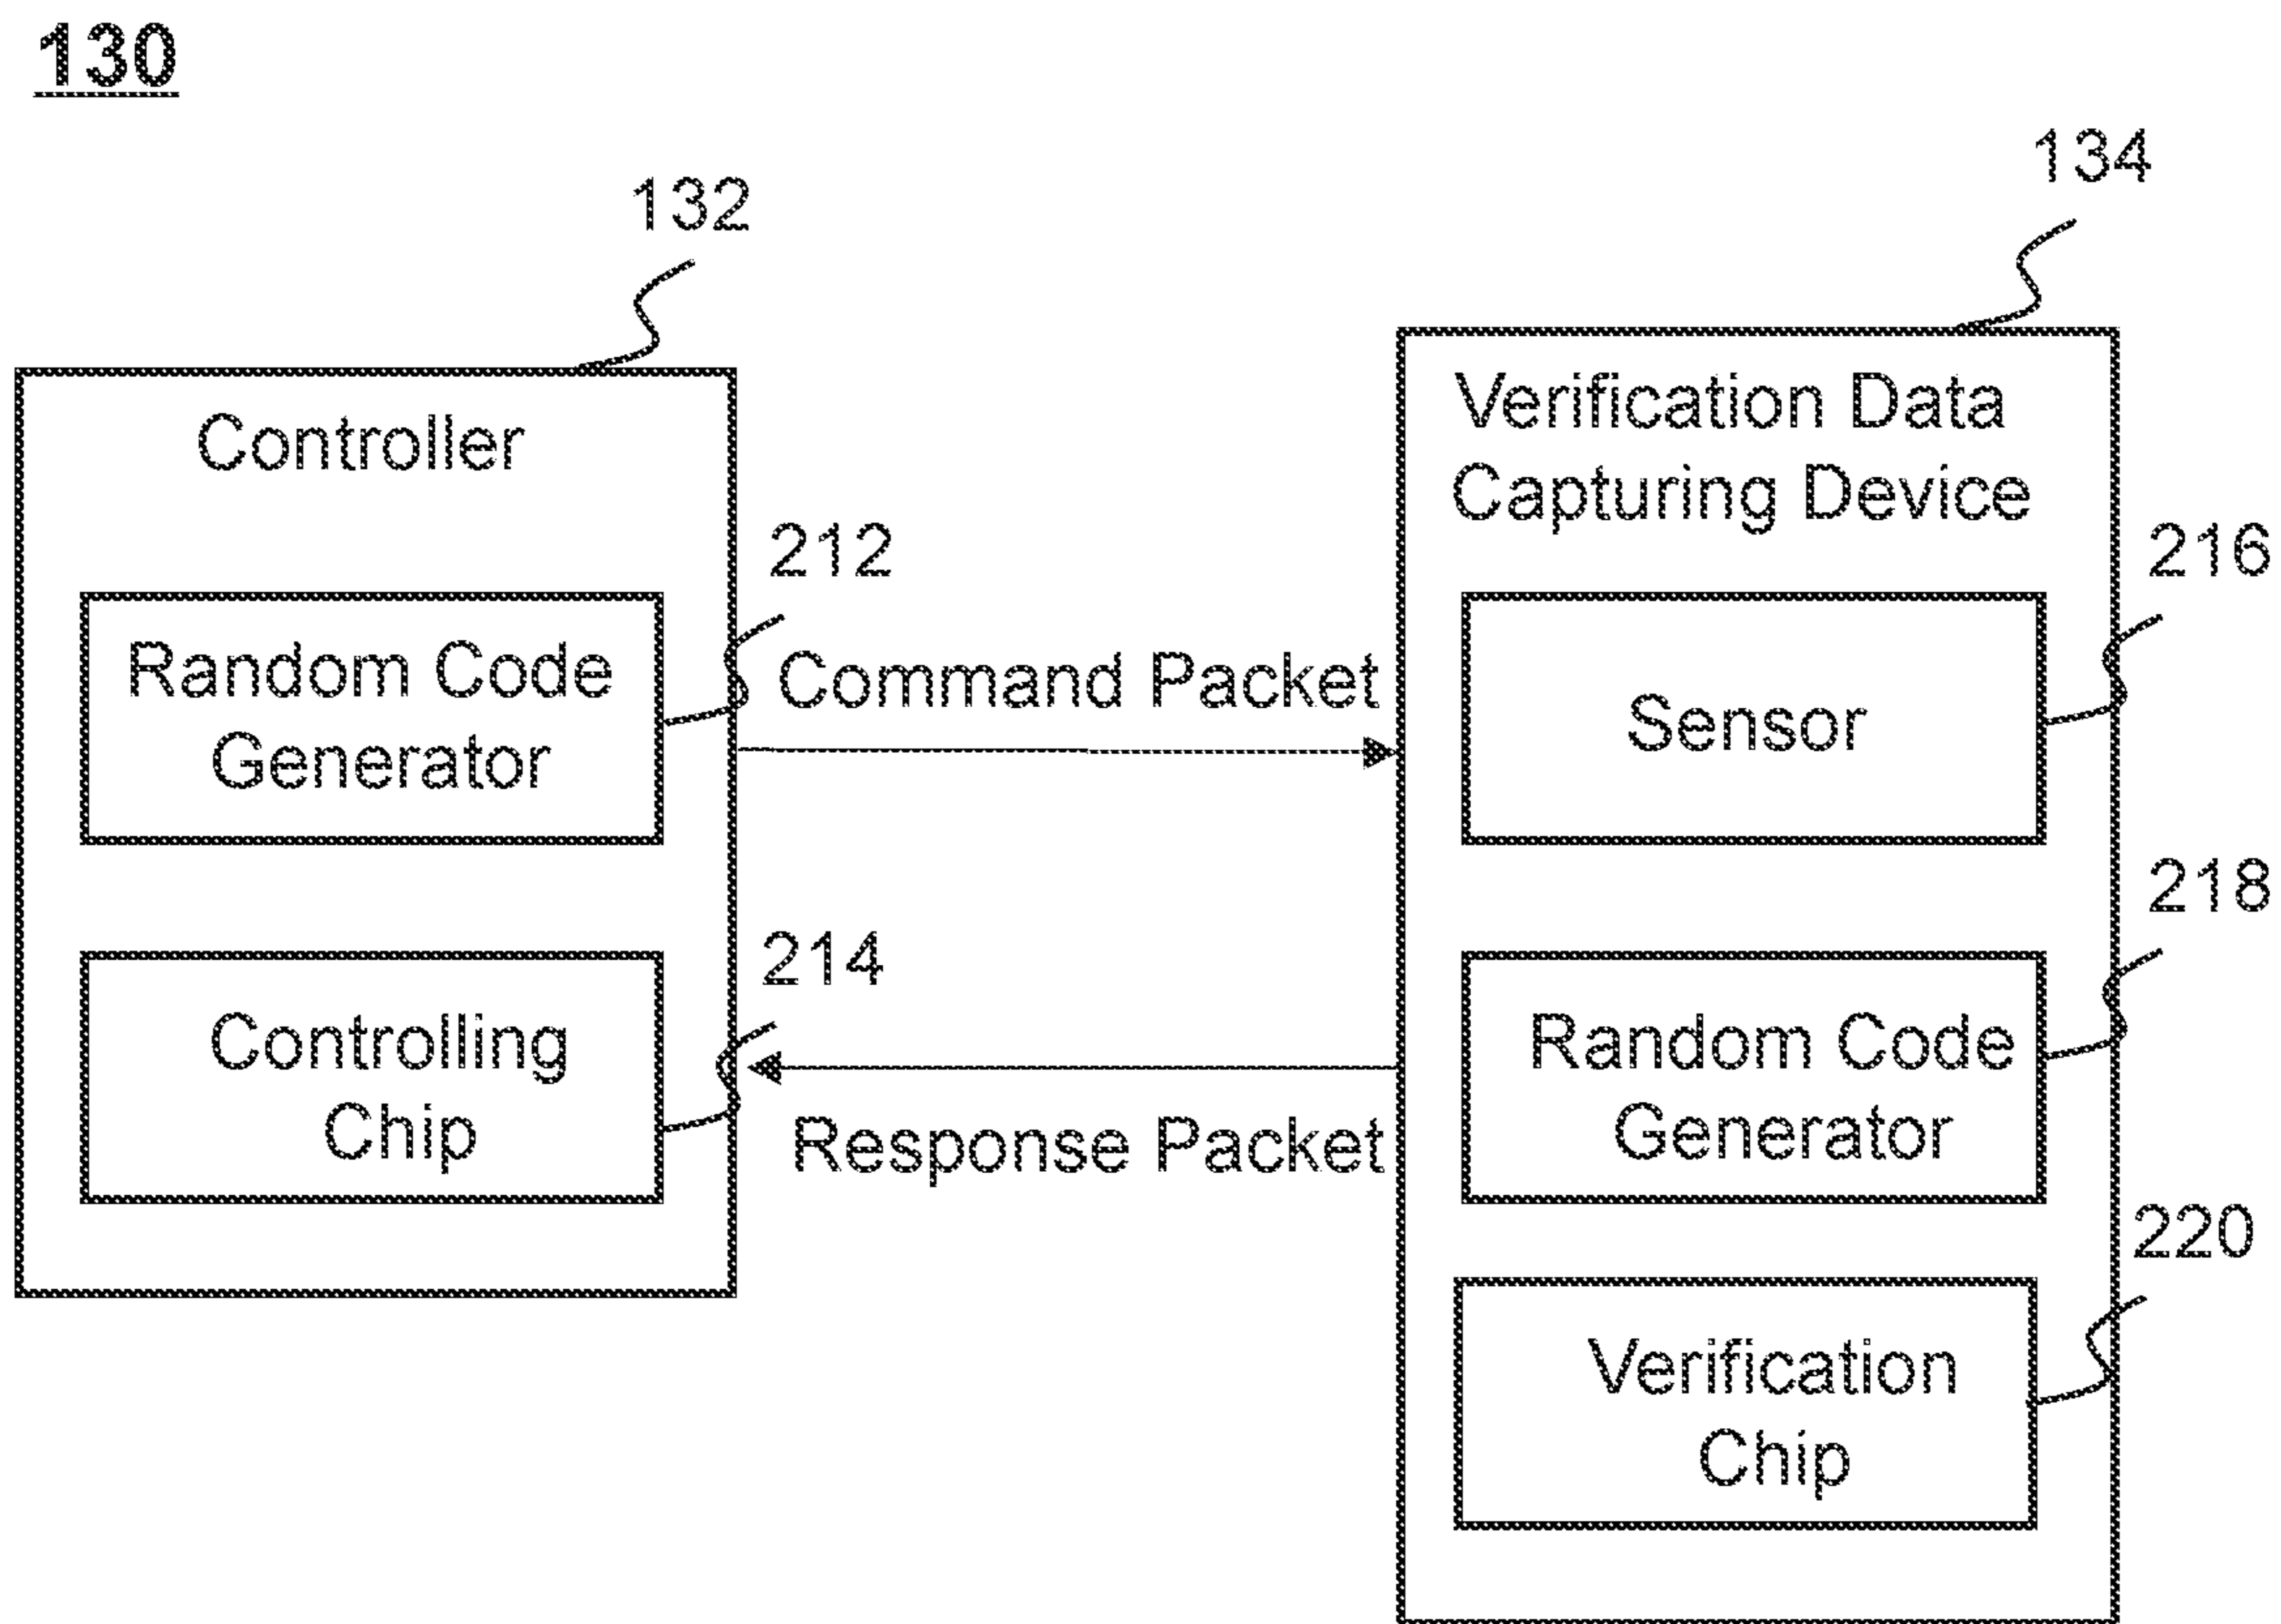 130
132
134
Controller
Verification Data
Capturing Device
212
216
Random Code
Generator
Command Packet
Sensor
214
218
Controlling
Chip
Response Packet
Random Code
Generator
220
Verification
Chip